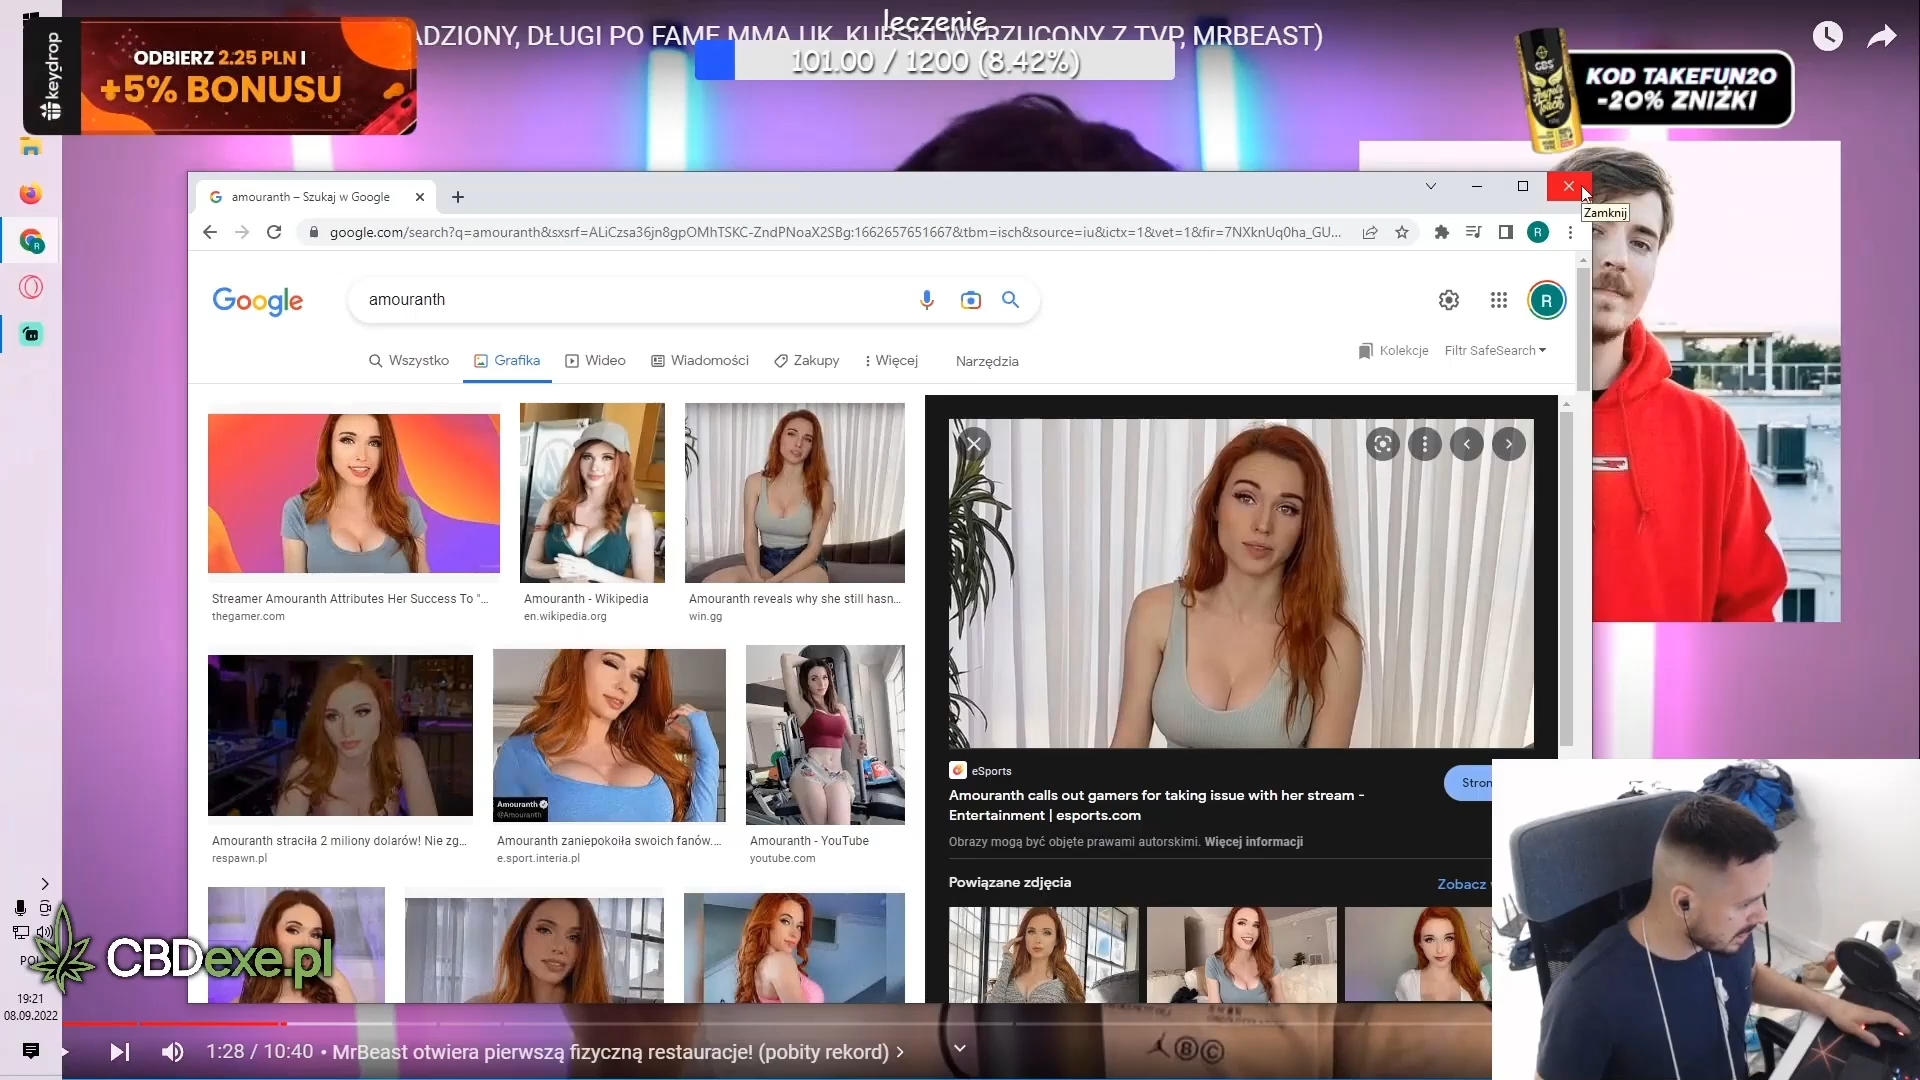 leczenie
ADZIONY, DŁUGI PO FAME MMA UK, KURSKI WYRZUCONY Z TVP, MRBEAST)
101.00 / 1200 (8.42%)
keydrop
ODBIERZ 2.25 PLN I
+5% BONUSU
KOD TAKEFUN20
-20% ZNIŻKI
amouranth – Szukaj w Google
Zamknij
google.com/search?q=amouranth&sxsrf=ALiCzsa36jn8gpOMhTSKC-ZndPNoaX2SBg:1662657651667&tbm=isch&source=iu&ictx=1&vet=1&fir=7NXknUq0ha_GU...
R
Google
amouranth
R
Wszystko Grafika Wideo Wiadomości Zakupy Więcej Narzędzia
Kolekcje Filtr SafeSearch
Streamer Amouranth Attributes Her Success To "...
thegamer.com
Amouranth - Wikipedia
en.wikipedia.org
Amouranth reveals why she still hasn...
win.gg
Amouranth
@Amouranth
Amouranth straciła 2 miliony dolarów! Nie zg...
respawn.pl
Amouranth zaniepokoiła swoich fanów....
e.sport.interia.pl
Amouranth - YouTube
youtube.com
eSports
Amouranth calls out gamers for taking issue with her stream -
Entertainment | esports.com
Stron
Obrazy mogą być objęte prawami autorskimi. Więcej informacji
Powiązane zdjęcia
Zobacz
CBDexe.pl
19:21
08.09.2022
1:28 / 10:40 • MrBeast otwiera pierwszą fizyczną restauracje! (pobity rekord)